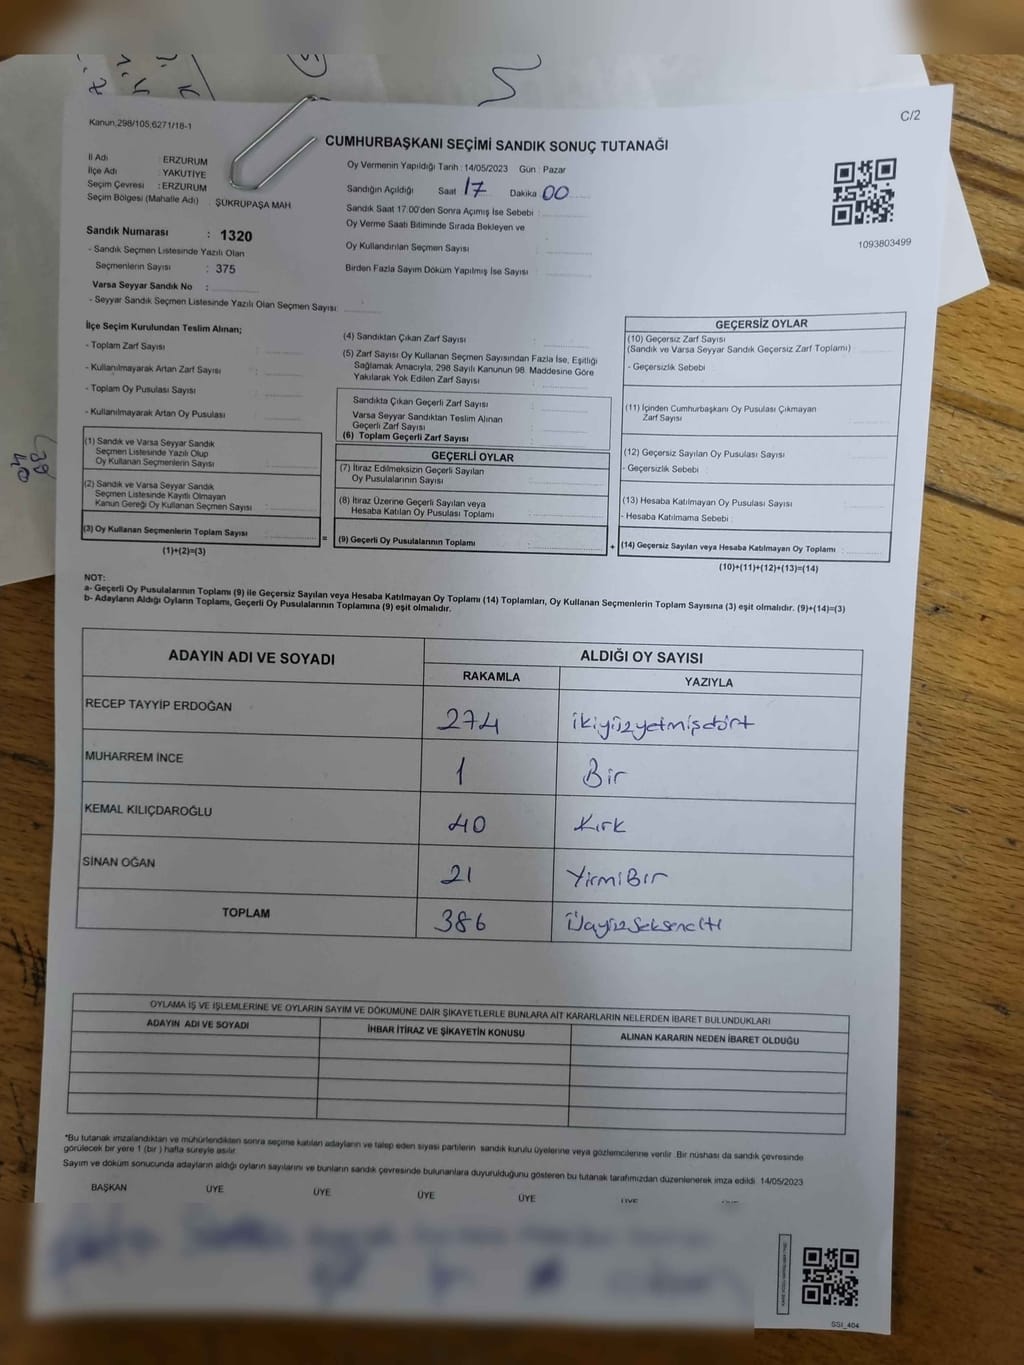 C/2
Kanun,298/105,6271/18-1
CUMHURBAŞKANI SEÇİMİ SANDIK SONUÇ TUTANAĞI
İl Adı : ERZURUM
İlçe Adı : YAKUTİYE
Seçim Çevresi : ERZURUM
Seçim Bölgesi (Mahalle Adı) : ŞÜKRÜPAŞA MAH
Sandık Numarası : 1320
- Sandık Seçmen Listesinde Yazılı Olan
Seçmenlerin Sayısı : 375
Varsa Seyyar Sandık No :
- Seyyar Sandık Seçmen Listesinde Yazılı Olan Seçmen Sayısı:
Oy Vermenin Yapıldığı Tarih : 14/05/2023 Gün : Pazar
Sandığın Açıldığı Saat 17 Dakika 00
Sandık Saat 17:00'den Sonra Açımış İse Sebebi :
Oy Verme Saati Bitiminde Sırada Bekleyen ve
Oy Kullandırılan Seçmen Sayısı :
Birden Fazla Sayım Döküm Yapılmış İse Sayısı :
1093803499
İlçe Seçim Kurulundan Teslim Alınan;
- Toplam Zarf Sayısı :
- Kullanılmayarak Artan Zarf Sayısı :
- Toplam Oy Pusulası Sayısı :
- Kullanılmayarak Artan Oy Pusulası :
(1) Sandık ve Varsa Seyyar Sandık
Seçmen Listesinde Yazılı Olup
Oy Kullanan Seçmenlerin Sayısı :
(2) Sandık ve Varsa Seyyar Sandık
Seçmen Listesinde Kayıtlı Olmayan
Kanun Gereği Oy Kullanan Seçmen Sayısı :
(3) Oy Kullanan Seçmenlerin Toplam Sayısı :
(1)+(2)=(3)
=
(4) Sandıktan Çıkan Zarf Sayısı :
(5) Zarf Sayısı Oy Kullanan Seçmen Sayısından Fazla İse, Eşitliği
Sağlamak Amacıyla, 298 Sayılı Kanunun 98. Maddesine Göre
Yakılarak Yok Edilen Zarf Sayısı :
Sandıkta Çıkan Geçerli Zarf Sayısı :
Varsa Seyyar Sandıktan Teslim Alınan
Geçerli Zarf Sayısı :
(6) Toplam Geçerli Zarf Sayısı :
GEÇERLİ OYLAR
(7) İtiraz Edilmeksizin Geçerli Sayılan
Oy Pusulalarının Sayısı :
(8) İtiraz Üzerine Geçerli Sayılan veya
Hesaba Katılan Oy Pusulası Toplamı :
(9) Geçerli Oy Pusulalarının Toplamı :
+
GEÇERSİZ OYLAR
(10) Geçersiz Zarf Sayısı
(Sandık ve Varsa Seyyar Sandık Geçersiz Zarf Toplamı) :
- Geçersizlik Sebebi :
(11) İçinden Cumhurbaşkanı Oy Pusulası Çıkmayan
Zarf Sayısı :
(12) Geçersiz Sayılan Oy Pusulası Sayısı :
- Geçersizlik Sebebi :
(13) Hesaba Katılmayan Oy Pusulası Sayısı :
- Hesaba Katılmama Sebebi :
(14) Geçersiz Sayılan veya Hesaba Katılmayan Oy Toplamı :
(10)+(11)+(12)+(13)=(14)
NOT:
a- Geçerli Oy Pusulalarının Toplamı (9) ile Geçersiz Sayılan veya Hesaba Katılmayan Oy Toplamı (14) Toplamları, Oy Kullanan Seçmenlerin Toplam Sayısına (3) eşit olmalıdır. (9)+(14)=(3)
b- Adayların Aldığı Oyların Toplamı, Geçerli Oy Pusulalarının Toplamına (9) eşit olmalıdır.
ADAYIN ADI VE SOYADI ALDIĞI OY SAYISI
RAKAMLA YAZIYLA
RECEP TAYYİP ERDOĞAN 274 ikiyüzyetmişdört
MUHARREM İNCE 1 Bir
KEMAL KILIÇDAROĞLU 40 Kırk
SİNAN OĞAN 21 YirmiBir
TOPLAM 386
OYLAMA İŞ VE İŞLEMLERİNE VE OYLARIN SAYIM VE DÖKÜMÜNE DAİR ŞİKAYETLERLE BUNLARA AİT KARARLARIN NELERDEN İBARET BULUNDUKLARI
ADAYIN ADI VE SOYADI İHBAR İTİRAZ VE ŞİKAYETİN KONUSU ALINAN KARARIN NEDEN İBARET OLDUĞU
*Bu tutanak imzalandıktan ve mühürlendikten sonra seçime katılan adayların ve talep eden siyasi partilerin sandık kurulu üyelerine veya gözlemcilerine verilir. Bir nüshası da sandık çevresinde
görülecek bir yere 1 (bir ) hafta süreyle asılır.
Sayım ve döküm sonucunda adayların aldığı oyların sayılarını ve bunların sandık çevresinde bulunanlara duyurulduğunu gösteren bu tutanak tarafımızdan düzenlenerek imza edildi. 14/05/2023
BAŞKAN ÜYE ÜYE ÜYE ÜYE ÜYE ÜYE
SSI_404